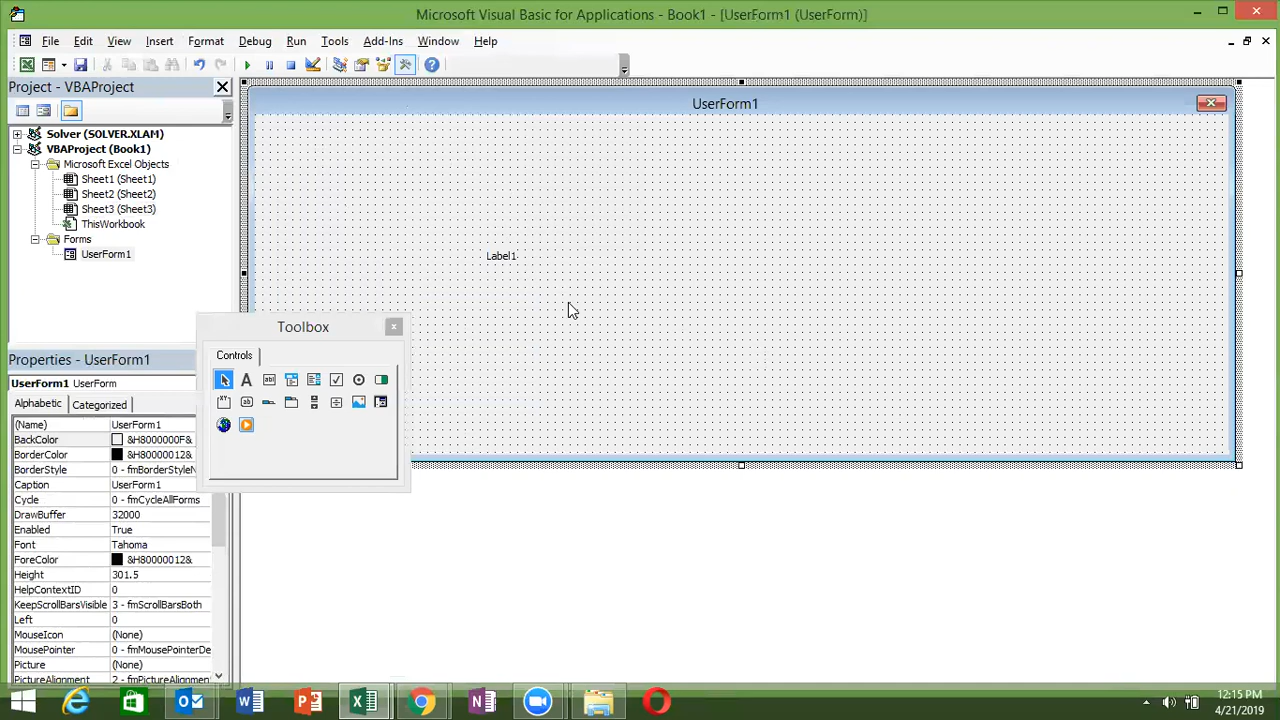 Microsoft Visual Basic for Applications - Book1 - [UserForm1 (UserForm)]
File Edit View Insert Format Debug Run Tools Add-Ins Window Help
Project - VBAProject
UserForm1
Solver (SOLVER.XLAM)
VBAProject (Book1)
Microsoft Excel Objects
Sheet1 (Sheet1)
Sheet2 (Sheet2)
Sheet3 (Sheet3)
ThisWorkbook
Forms
UserForm1
Label1
Toolbox
Controls
A
abl
XY
ab
Properties - UserForm1
UserForm1 UserForm
Alphabetic Categorized
(Name) UserForm1
BackColor &H8000000F&
BorderColor &H80000012&
BorderStyle 0 - fmBorderStyleN
Caption UserForm1
Cycle 0 - fmCycleAllForms
DrawBuffer 32000
Enabled True
Font Tahoma
ForeColor &H80000012&
Height 301.5
HelpContextID 0
KeepScrollBarsVisible 3 - fmScrollBarsBoth
Left 0
MouseIcon (None)
MousePointer 0 - fmMousePointerDe
Picture (None)
PictureAlignment 2 - fmPictureAlignment
12:15 PM
4/21/2019